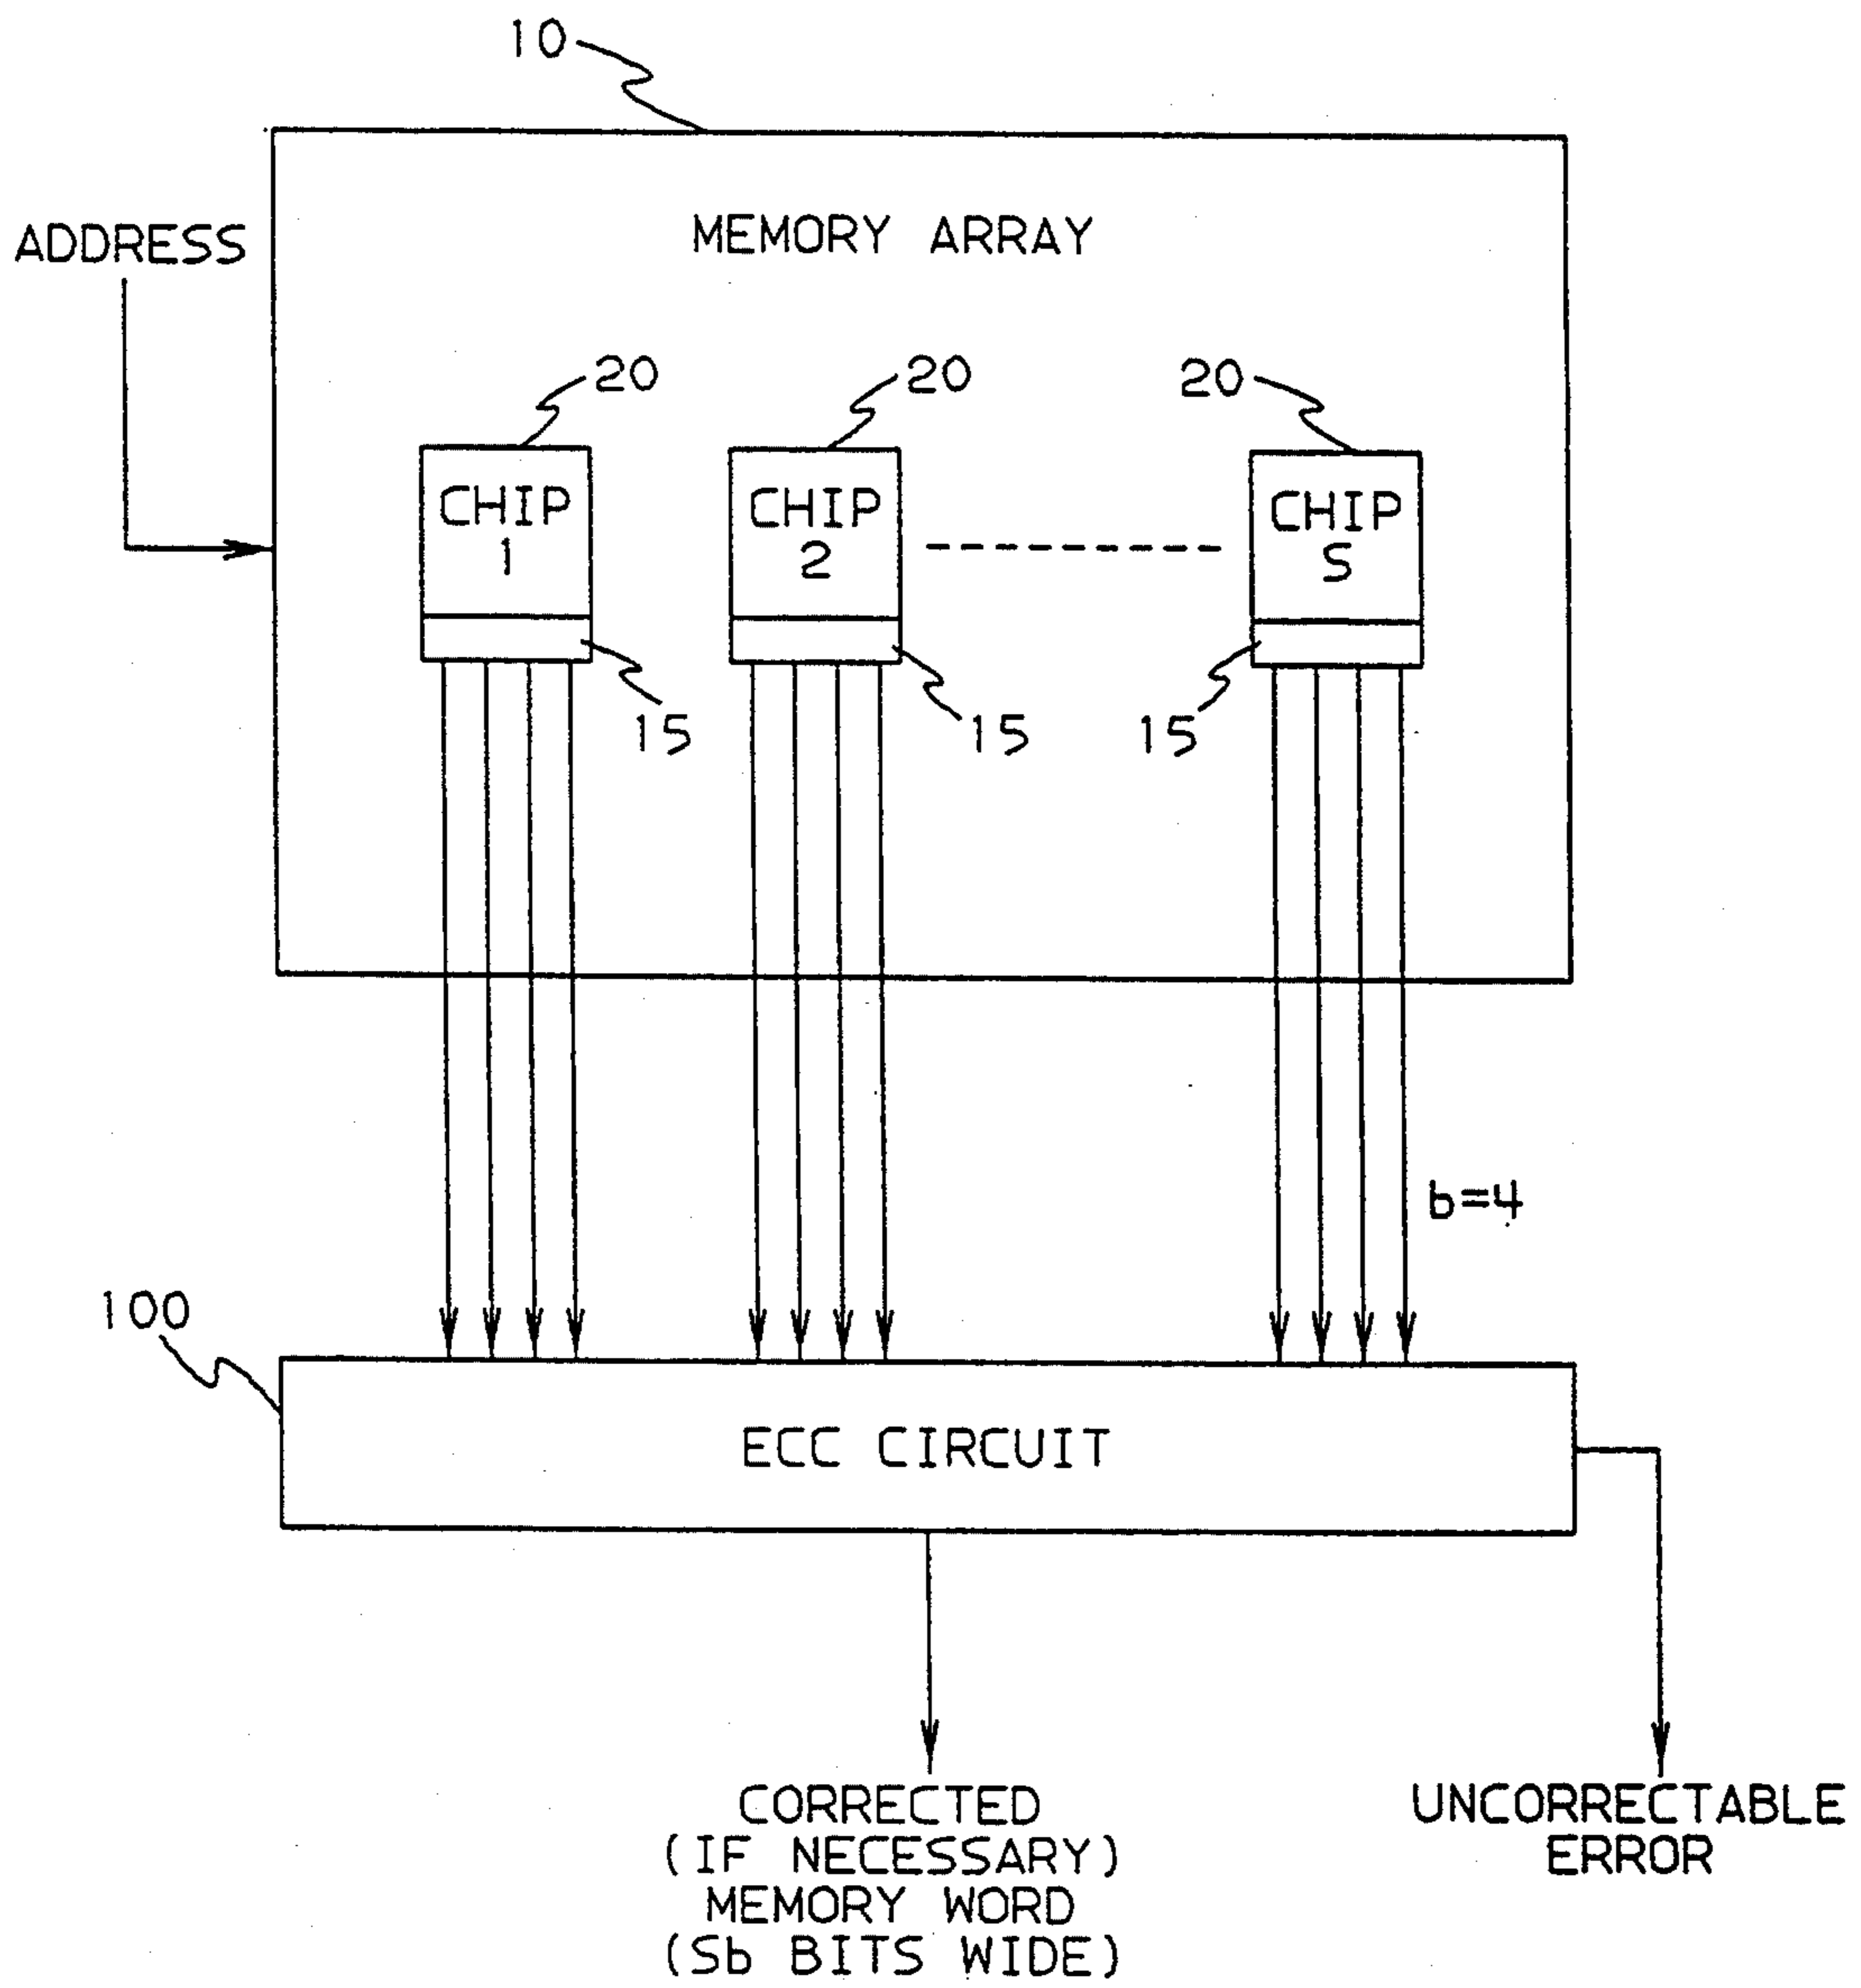 10
ADDRESS
MEMORY ARRAY
20
20
20
CHIP
1
CHIP
2
CHIP
S
15
15
15
b=4
100
ECC CIRCUIT
CORRECTED
(IF NECESSARY)
MEMORY WORD
(Sb BITS WIDE)
UNCORRECTABLE
ERROR